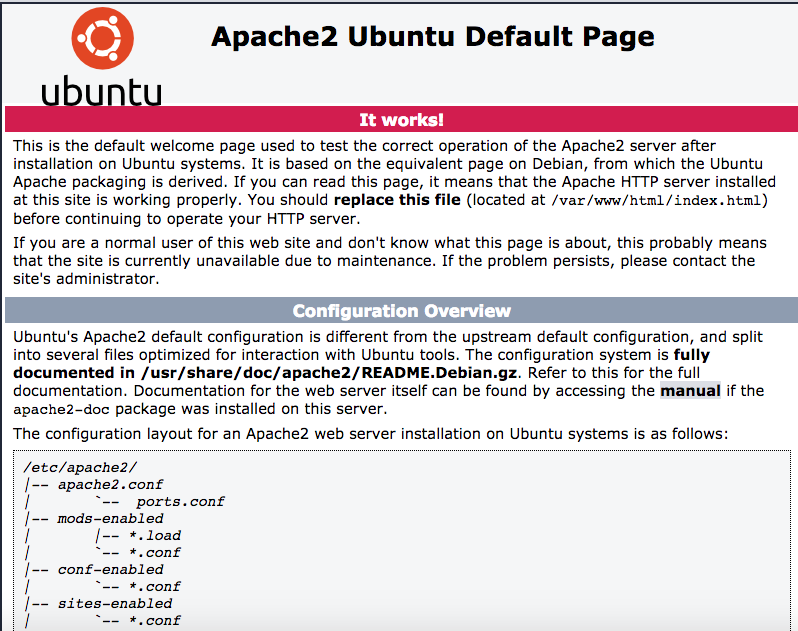 Apache2 Ubuntu Default Page
ubuntu
It works!
This is the default welcome page used to test the correct operation of the Apache2 server after
installation on Ubuntu systems. It is based on the equivalent page on Debian, from which the Ubuntu
Apache packaging is derived. If you can read this page, it means that the Apache HTTP server installed
at this site is working properly. You should replace this file (located at /var/www/html/index.html)
before continuing to operate your HTTP server.
If you are a normal user of this web site and don't know what this page is about, this probably means
that the site is currently unavailable due to maintenance. If the problem persists, please contact the
site's administrator.
Configuration Overview
Ubuntu's Apache2 default configuration is different from the upstream default configuration, and split
into several files optimized for interaction with Ubuntu tools. The configuration system is fully
documented in /usr/share/doc/apache2/README.Debian.gz. Refer to this for the full
documentation. Documentation for the web server itself can be found by accessing the manual if the
apache2-doc package was installed on this server.
The configuration layout for an Apache2 web server installation on Ubuntu systems is as follows:
/etc/apache2/
|-- apache2.conf
|       `--  ports.conf
|-- mods-enabled
|       |-- *.load
|       `-- *.conf
|-- conf-enabled
|       `-- *.conf
|-- sites-enabled
|       `-- *.conf